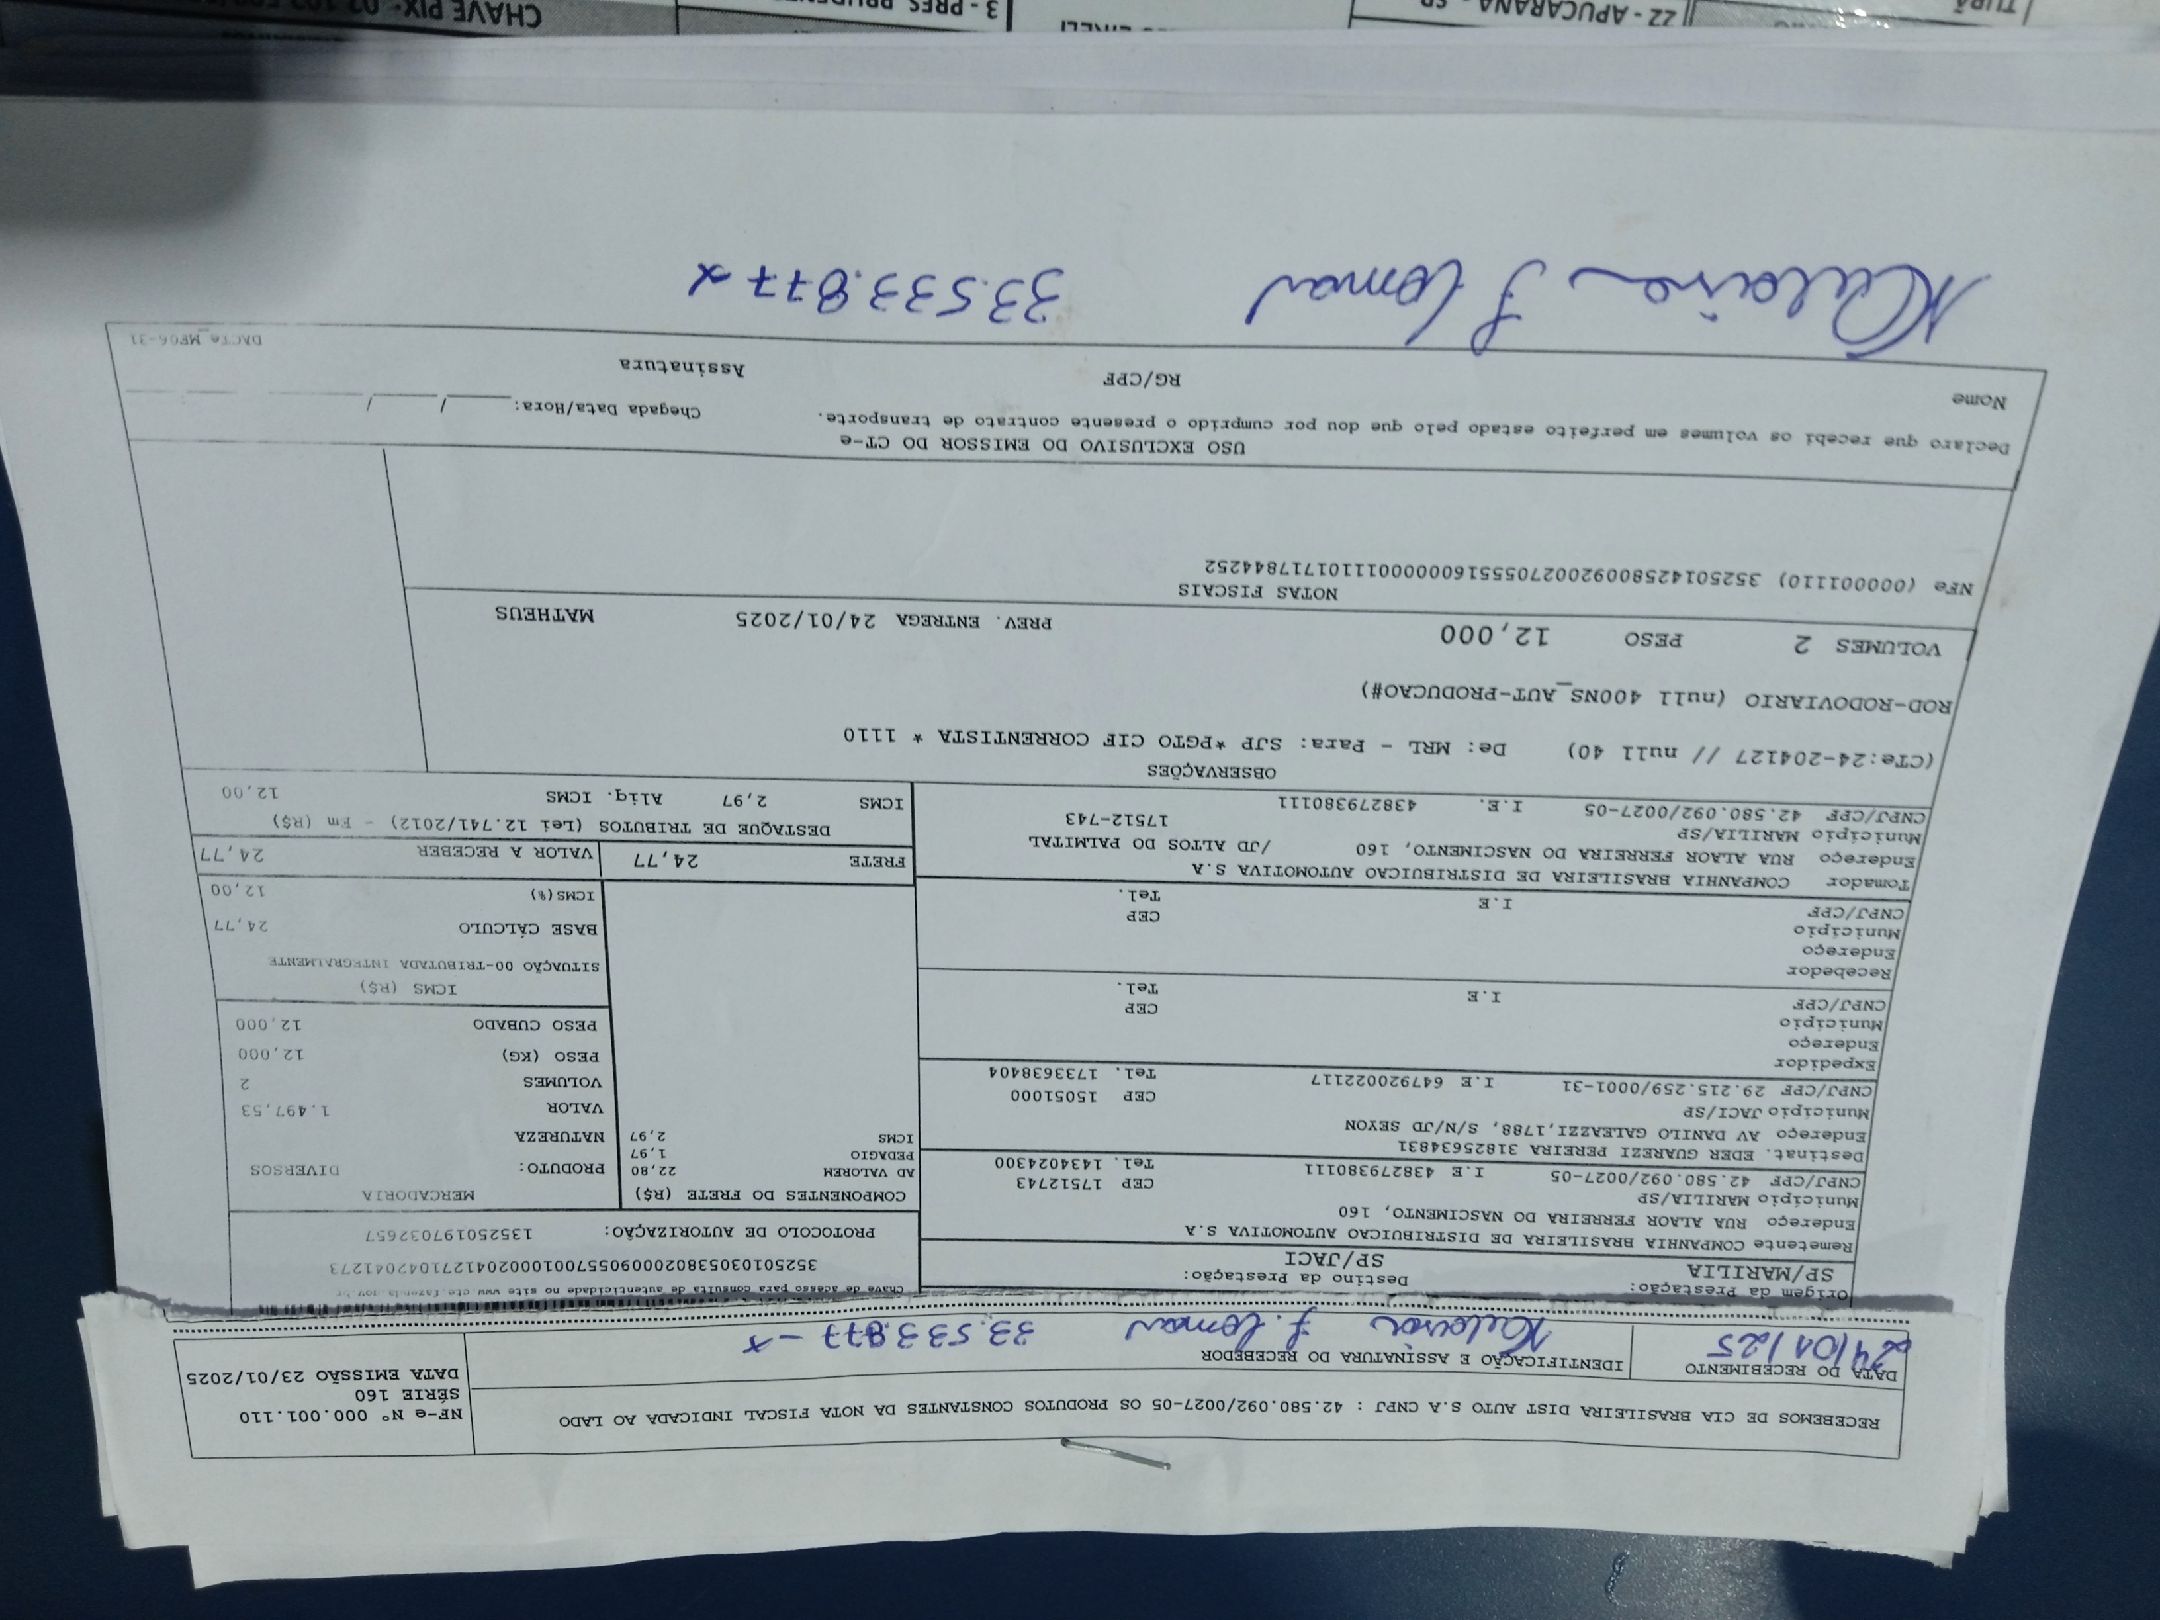 RECEBEMOS DE CIA BRASILEIRA DIST AUTO S.A CNPJ : 42.580.092/0027-05 OS PRODUTOS CONSTANTES DA NOTA FISCAL INDICADA AO LADO
NF-e Nº 000.001.110
SÉRIE 160
DATA EMISSÃO 23/01/2025
DATA DO RECEBIMENTO
24/01/25
IDENTIFICAÇÃO E ASSINATURA DO RECEBEDOR
33.533.877-x
Origem da Prestação:
SP/MARILIA
Destino da Prestação:
SP/JACI
Chave de acesso para consulta de autenticidade no site www cte.fazenda.gov.br
PROTOCOLO DE AUTORIZAÇÃO: 135250197032657
Remetente COMPANHIA BRASILEIRA DE DISTRIBUICAO AUTOMOTIVA S.A
Endereço RUA ALAOR FERREIRA DO NASCIMENTO, 160
Município MARILIA/SP CEP 17512743
CNPJ/CPF 42.580.092/0027-05 I.E 438279380111 Tel. 1434024300
Destinat. EDER GUAREZI PEREIRA 31825634831
Endereço AV DANILO GALEAZZI,1788, S/N/JD SEYON
Município JACI/SP CEP 15051000
CNPJ/CPF 29.215.259/0001-31 I.E 647920022117 Tel. 1733638404
Expedidor
Endereço
Município CEP
CNPJ/CPF I.E Tel.
Recebedor
Endereço
Município CEP
CNPJ/CPF I.E Tel.
Tomador COMPANHIA BRASILEIRA DE DISTRIBUICAO AUTOMOTIVA S.A
Endereço RUA ALAOR FERREIRA DO NASCIMENTO, 160 /JD ALTOS DO PALMITAL
Município MARILIA/SP 17512-743
CNPJ/CPF 42.580.092/0027-05 I.E. 438279380111
COMPONENTES DO FRETE (R$)
AD VALOREM 22,80
PEDAGIO 1,97
ICMS 2,97
MERCADORIA
PRODUTO: DIVERSOS
NATUREZA
VALOR 1.497,53
VOLUMES 2
PESO (KG) 12,000
PESO CUBADO 12,000
ICMS (R$)
SITUAÇÃO 00-TRIBUTADA INTEGRALMENTE
BASE CÁLCULO 24,77
ICMS(%) 12,00
FRETE 24,77
VALOR A RECEBER 24,77
DESTAQUE DE TRIBUTOS (Lei 12.741/2012) - Em (R$)
ICMS 2,97 Aliq. ICMS 12,00
OBSERVAÇÕES
(CTe:24-204127 // null 40) De: MRL - Para: SJP *PGTO CIF CORRENTISTA * 1110
ROD-RODOVIARIO (null 400NS_AUT-PRODUCAO#)
VOLUMES 2 PESO 12,000 PREV. ENTREGA 24/01/2025 MATHEUS
NOTAS FISCAIS
NFe (000001110)
USO EXCLUSIVO DO EMISSOR DO CT-e
Declaro que recebi os volumes em perfeito estado pelo que dou por cumprido o presente contrato de transporte.
Chegada Data/Hora: ____/____/____
Nome RG/CPF Assinatura
DACTe_MF06-31
33.533.877-x
22 - APUCARANA
CHAVE PIX: